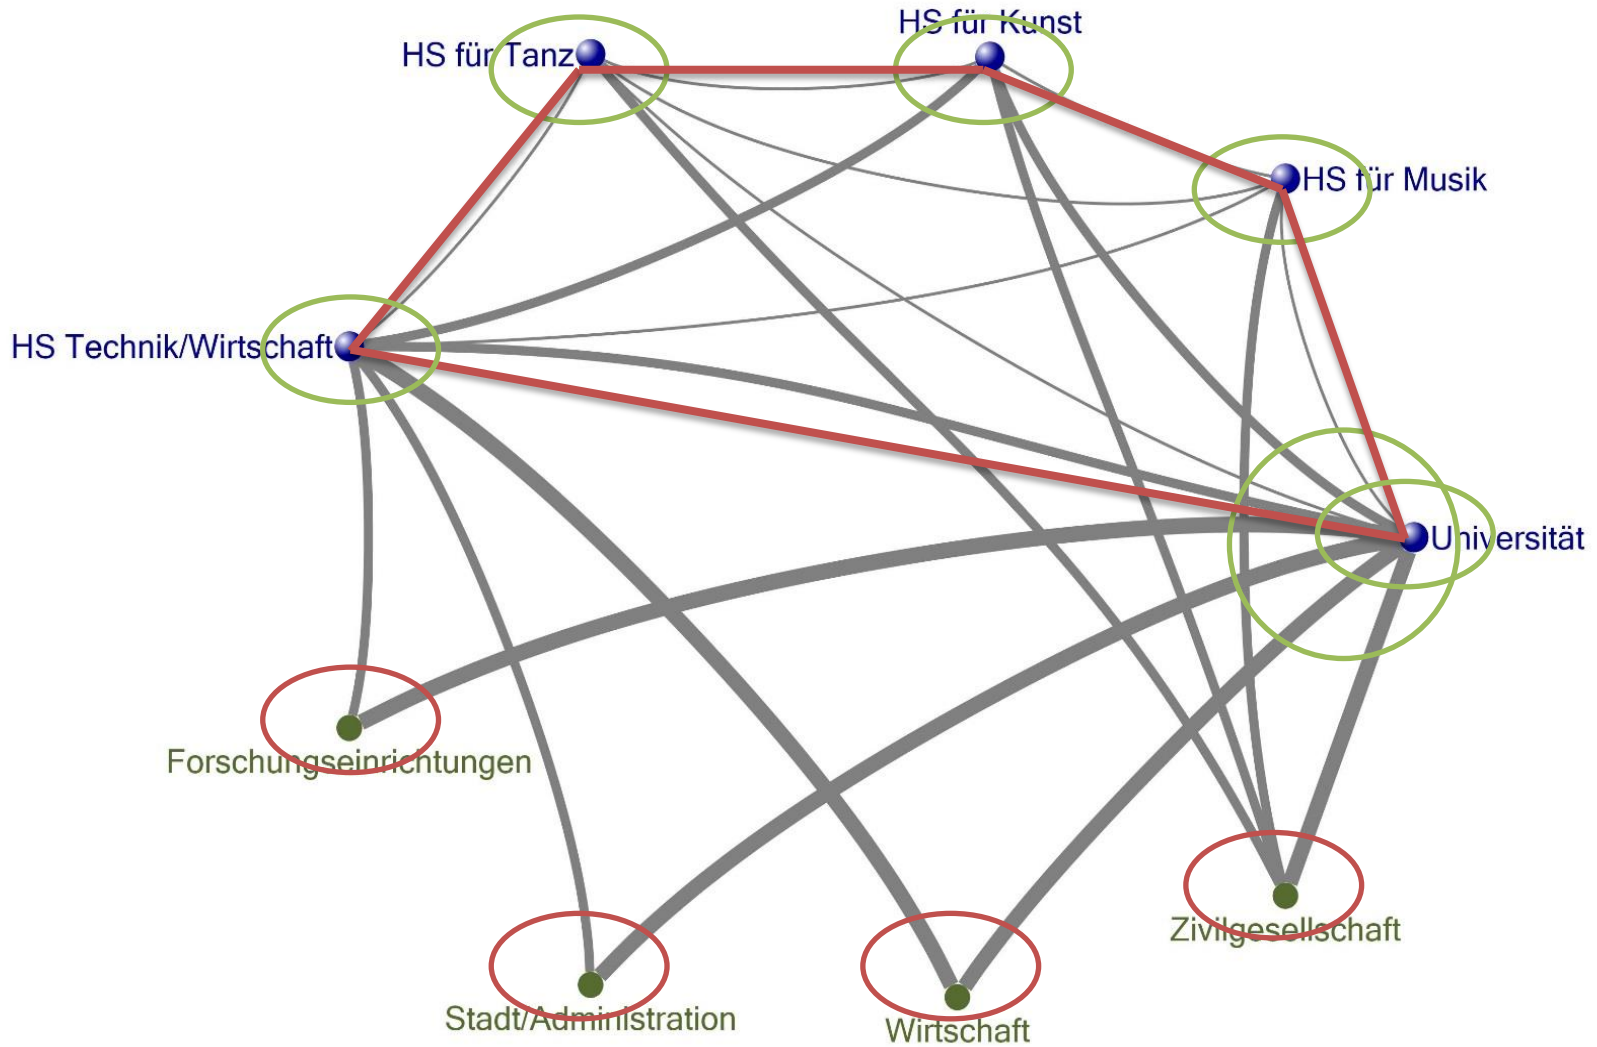 HS für Kunst
HS für Tanz
HS für Musik
HS Technik/Wirtschaft
Universität
Forschungseinrichtungen
Zivilgesellschaft
Stadt/Administration
Wirtschaft